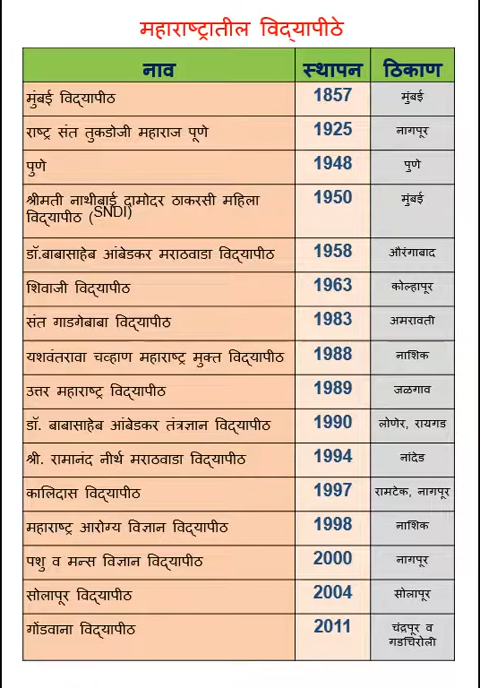 महाराष्ट्रातील विद्यापीठे
नाव स्थापन ठिकाण
मुंबई विद्यापीठ 1857 मुंबई
राष्ट्र संत तुकडोजी महाराज पूणे 1925 नागपूर
पुणे 1948 पुणे
श्रीमती नाथीबाई दामोदर ठाकरसी महिला 1950 मुंबई
विद्यापीठ (SNDI)
डॉ.बाबासाहेब आंबेडकर मराठवाडा विद्यापीठ 1958 औरंगाबाद
शिवाजी विद्यापीठ 1963 कोल्हापूर
संत गाडगेबाबा विद्यापीठ 1983 अमरावती
यशवंतरावा चव्हाण महाराष्ट्र मुक्त विद्यापीठ 1988 नाशिक
उत्तर महाराष्ट्र विद्यापीठ 1989 जळगाव
डॉ. बाबासाहेब आंबेडकर तंत्रज्ञान विद्यापीठ 1990 लोणेर, रायगड
श्री. रामानंद नीर्थ मराठवाडा विद्यापीठ 1994 नांदेड
कालिदास विद्यापीठ 1997 रामटेक, नागपूर
महाराष्ट्र आरोग्य विज्ञान विद्यापीठ 1998 नाशिक
पशु व मन्स विज्ञान विद्यापीठ 2000 नागपूर
सोलापूर विद्यापीठ 2004 सोलापूर
गोंडवाना विद्यापीठ 2011 चंद्रपूर व
गडचिरोली